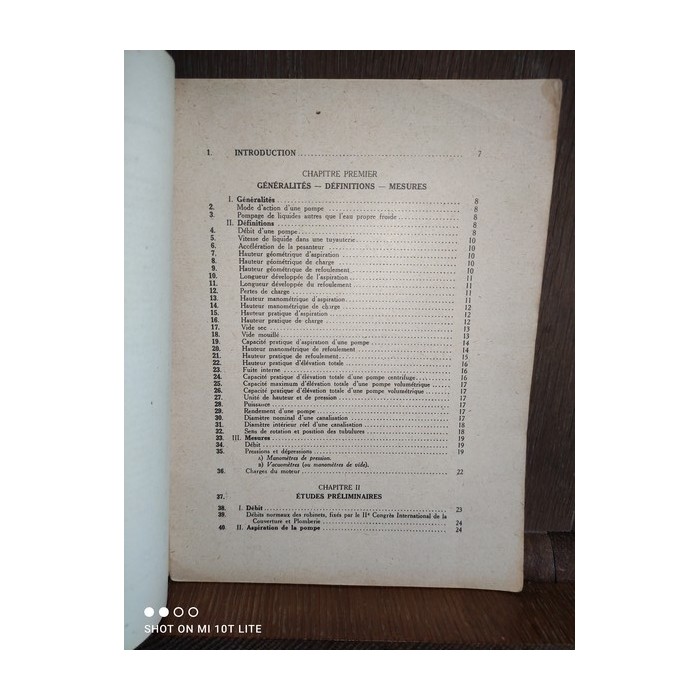 1. INTRODUCTION 7
CHAPITRE PREMIER
GÉNÉRALITÉS — DÉFINITIONS — MESURES
I. Généralités 8
2. Mode d'action d'une pompe 8
3. Pompage de liquides autres que l'eau propre froide 8
II. Définitions 8
4. Débit d'une pompe 8
5. Vitesse de liquide dans une tuyauterie 10
6. Accélération de la pesanteur 10
7. Hauteur géométrique d'aspiration 10
8. Hauteur géométrique de charge 10
9. Hauteur géométrique de refoulement 10
10. Longueur développée de l'aspiration 11
11. Longueur développée du refoulement 11
12. Pertes de charge 11
13. Hauteur manométrique d'aspiration 11
14. Hauteur manométrique de charge 12
15. Hauteur pratique d'aspiration 12
16. Hauteur pratique de charge 12
17. Vide sec 13
18. Vide mouillé 13
19. Capacité pratique d'aspiration d'une pompe 14
20. Hauteur manométrique de refoulement 14
21. Hauteur pratique de refoulement 15
22. Hauteur pratique d'élévation totale 16
23. Fuite interne 16
24. Capacité pratique d'élévation totale d'une pompe centrifuge 16
25. Capacité maximum d'élévation totale d'une pompe volumétrique 17
26. Capacité pratique d'élévation totale d'une pompe volumétrique 17
27. Unité de hauteur et de pression 17
28. Puissance 17
29. Rendement d'une pompe 17
30. Diamètre nominal d'une canalisation 17
31. Diamètre intérieur réel d'une canalisation 18
32. Sens de rotation et position des tubulures 18
33. III. Mesures 19
34. Débit 19
35. Pressions et dépressions 19
Manomètres de pression.
Vacuomètres (ou manomètres de vide).
36. Charges du moteur 22
CHAPITRE II
37. ÉTUDES PRÉLIMINAIRES
38. I. Débit 23
39. Débits normaux des robinets, fixés par le IIe Congrès International de la
Couverture et Plomberie 24
40. II. Aspiration de la pompe 24
SHOT ON MI 10T LITE